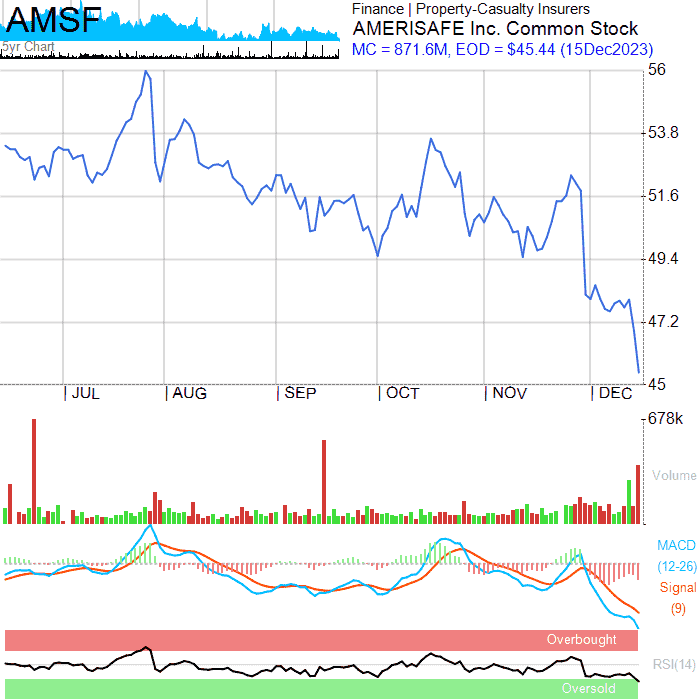 AMSF
5yr Chart
Finance | Property-Casualty Insurers
AMERISAFE Inc. Common Stock
MC = 871.6M, EOD = $45.44 (15Dec2023)
56
53.8
51.6
49.4
47.2
45
JUL AUG SEP OCT NOV DEC
678k
Volume
MACD
(12-26)
Signal
(9)
Overbought
RSI(14)
Oversold